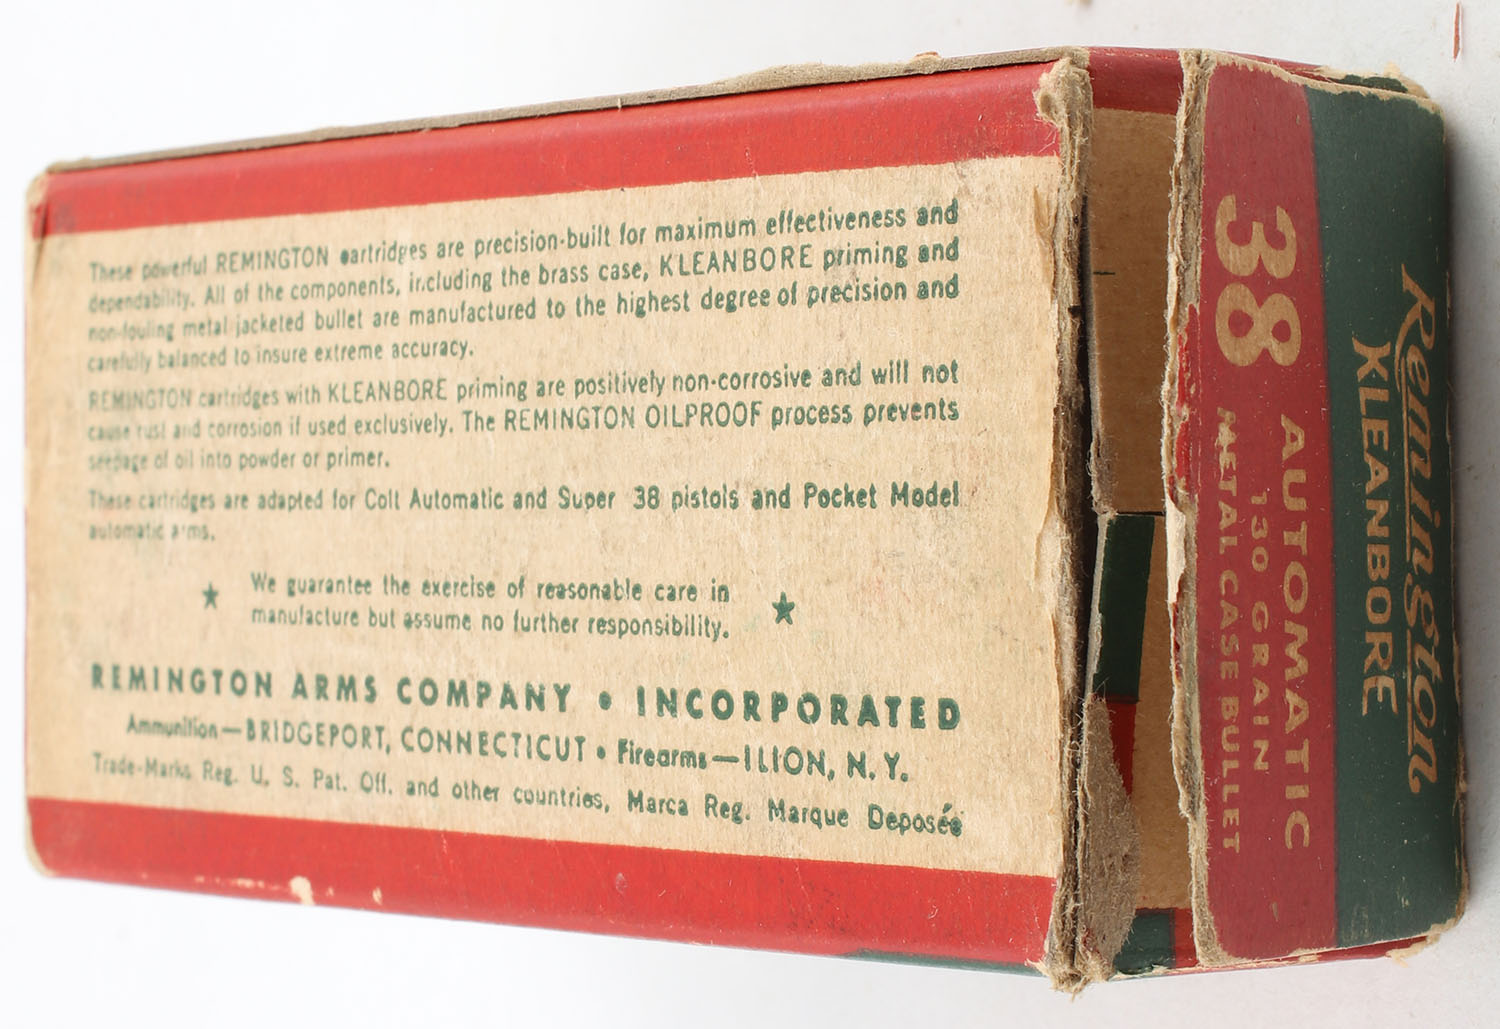 These powerful REMINGTON cartridges are precision-built for maximum effectiveness and
dependability. All of the components, including the brass case, KLEANBORE priming and
non-fouling metal jacketed bullet are manufactured to the highest degree of precision and
carefully balanced to insure extreme accuracy.
REMINGTON cartridges with KLEANBORE priming are positively non-corrosive and will not
cause rust and corrosion if used exclusively. The REMINGTON OILPROOF process prevents
seepage of oil into powder or primer.
These cartridges are adapted for Colt Automatic and Super 38 pistols and Pocket Model
automatic arms.
★ We guarantee the exercise of reasonable care in
manufacture but assume no further responsibility. ★
REMINGTON ARMS COMPANY • INCORPORATED
Ammunition—BRIDGEPORT, CONNECTICUT • Firearms—ILION, N. Y.
Trade-Marks Reg. U. S. Pat. Off. and other countries, Marca Reg. Marque Deposée
Remington
KLEANBORE
38 AUTOMATIC
130 GRAIN
METAL CASE BULLET